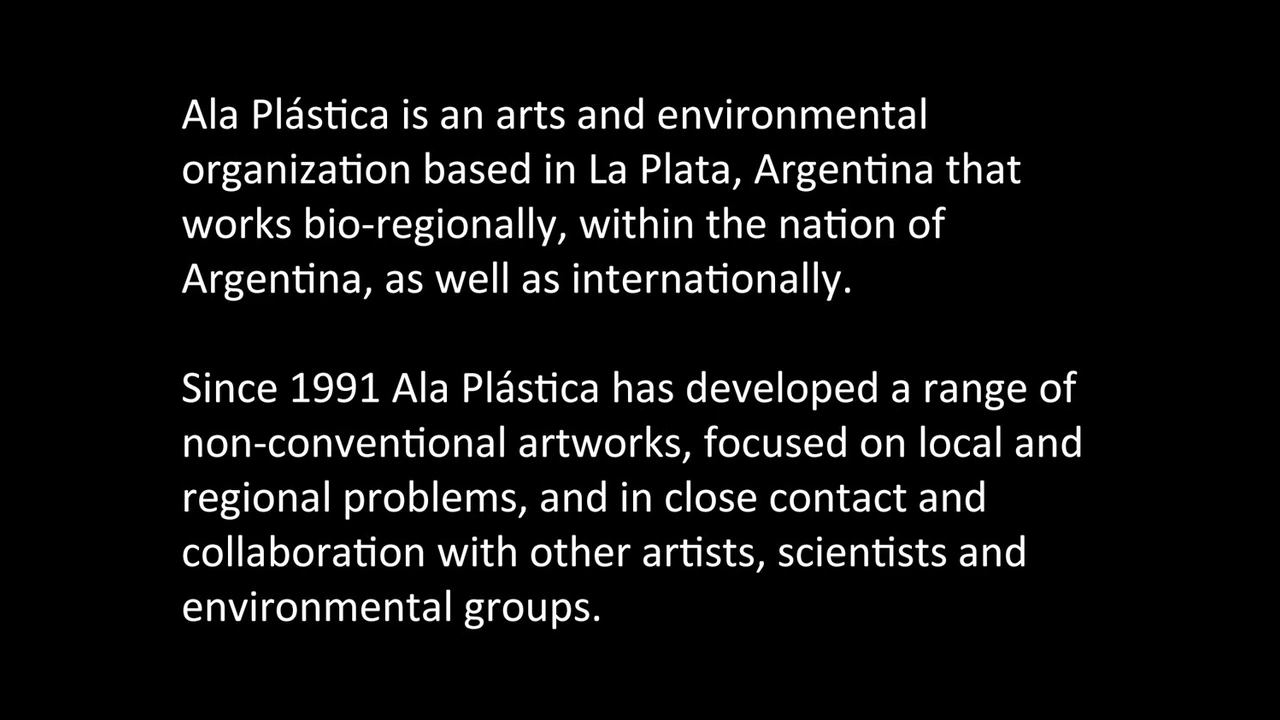 Ala Plástica is an arts and environmental
organization based in La Plata, Argentina that
works bio-regionally, within the nation of
Argentina, as well as internationally.
Since 1991 Ala Plástica has developed a range of
non-conventional artworks, focused on local and
regional problems, and in close contact and
collaboration with other artists, scientists and
environmental groups.